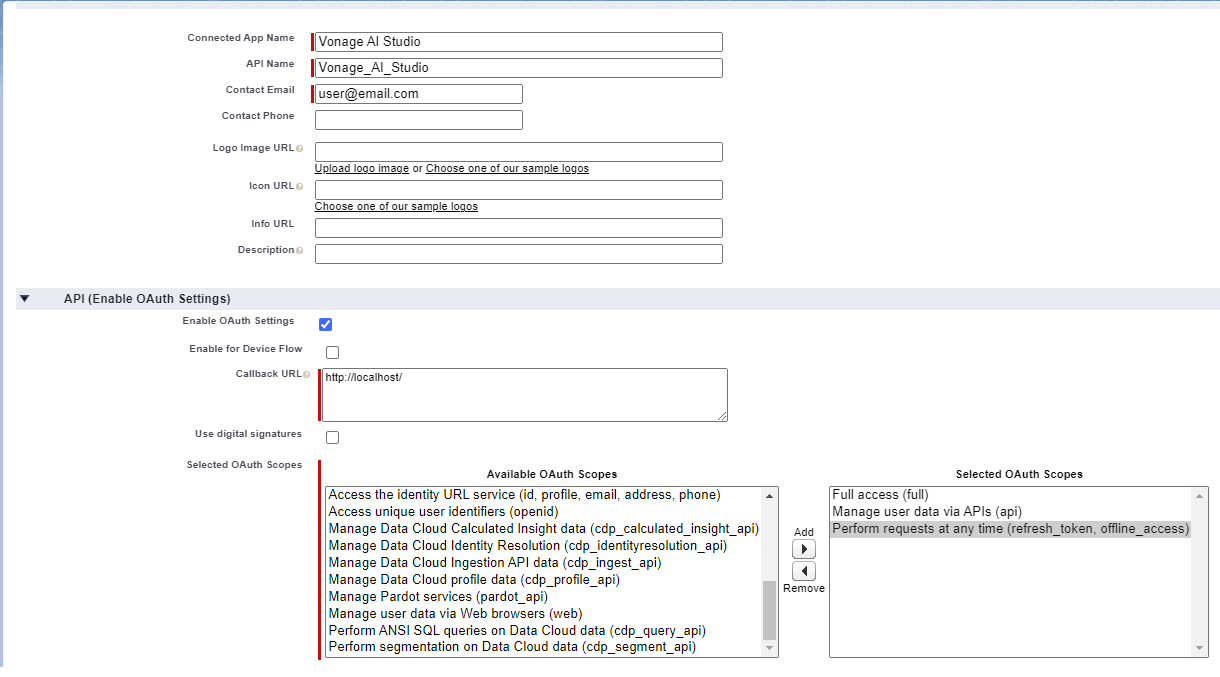 Connected App Name Vonage AI Studio
API Name Vonage_AI_Studio
Contact Email user@email.com
Contact Phone
Logo Image URL
Upload logo image or Choose one of our sample logos
Icon URL
Choose one of our sample logos
Info URL
Description
API (Enable OAuth Settings)
Enable OAuth Settings
Enable for Device Flow
Callback URL http://localhost/
Use digital signatures
Selected OAuth Scopes
Available OAuth Scopes
Access the identity URL service (id, profile, email, address, phone)
Access unique user identifiers (openid)
Manage Data Cloud Calculated Insight data (cdp_calculated_insight_api)
Manage Data Cloud Identity Resolution (cdp_identityresolution_api)
Manage Data Cloud Ingestion API data (cdp_ingest_api)
Manage Data Cloud profile data (cdp_profile_api)
Manage Pardot services (pardot_api)
Manage user data via Web browsers (web)
Perform ANSI SQL queries on Data Cloud data (cdp_query_api)
Perform segmentation on Data Cloud data (cdp_segment_api)
Add
Remove
Selected OAuth Scopes
Full access (full)
Manage user data via APIs (api)
Perform requests at any time (refresh_token, offline_access)